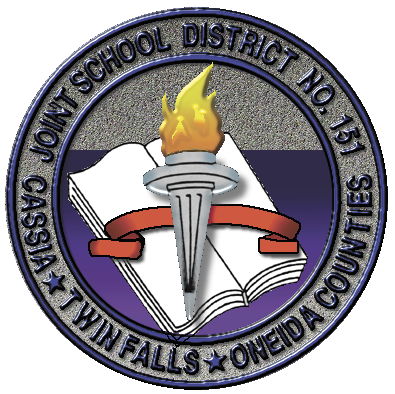 JOINT SCHOOL DISTRICT NO. 151
CASSIA ★ TWIN FALLS ★ ONEIDA COUNTIES